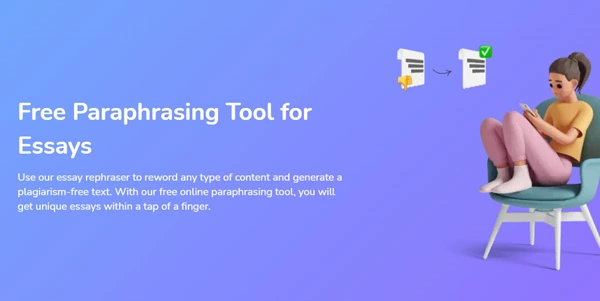 Free Paraphrasing Tool for
Essays
Use our essay rephraser to reword any type of content and generate a
plagiarism-free text. With our free online paraphrasing tool, you will
get unique essays within a tap of a finger.